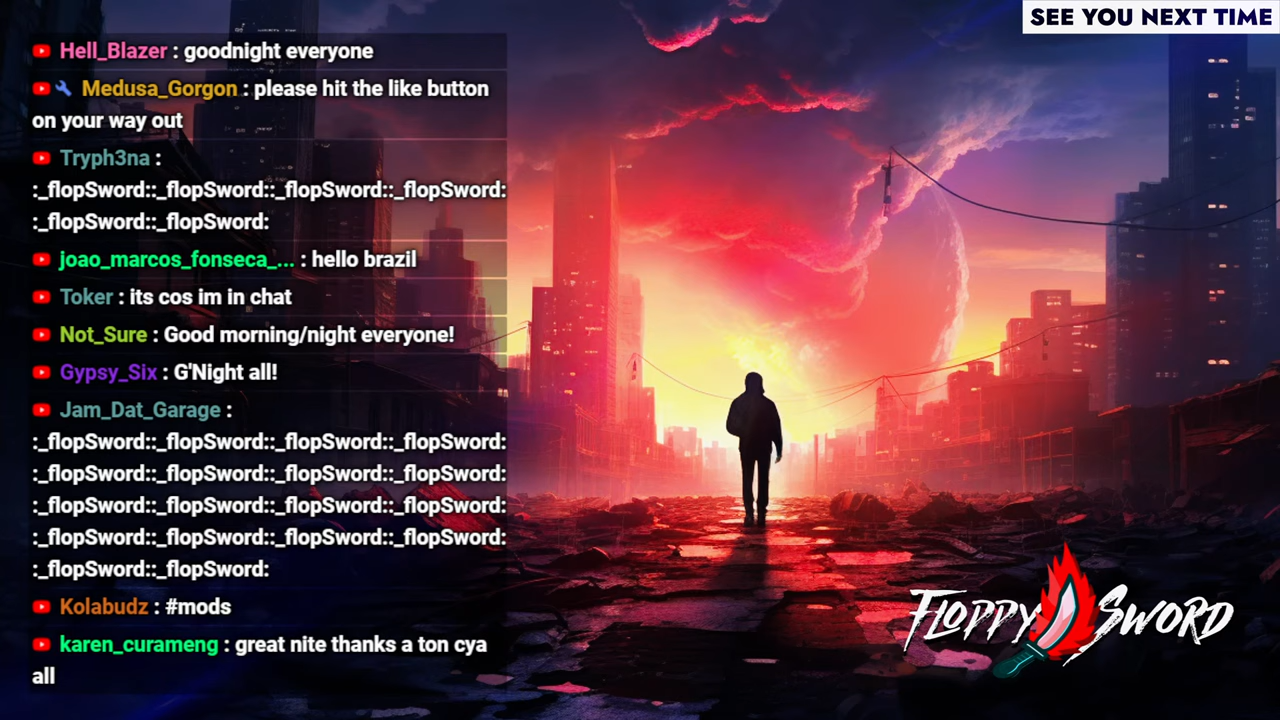 SEE YOU NEXT TIME
Hell_Blazer : goodnight everyone
Medusa_Gorgon : please hit the like button
on your way out
Tryph3na :
:_flopSword::_flopSword::_flopSword::_flopSword:
:_flopSword::_flopSword:
joao_marcos_fonseca_... : hello brazil
Toker : its cos im in chat
Not_Sure : Good morning/night everyone!
Gypsy_Six : G'Night all!
Jam_Dat_Garage :
:_flopSword::_flopSword::_flopSword::_flopSword:
:_flopSword::_flopSword::_flopSword::_flopSword:
:_flopSword::_flopSword::_flopSword::_flopSword:
:_flopSword::_flopSword::_flopSword::_flopSword:
:_flopSword::_flopSword:
Kolabudz : #mods
karen_curameng : great nite thanks a ton cya
all
FLOPPY SWORD